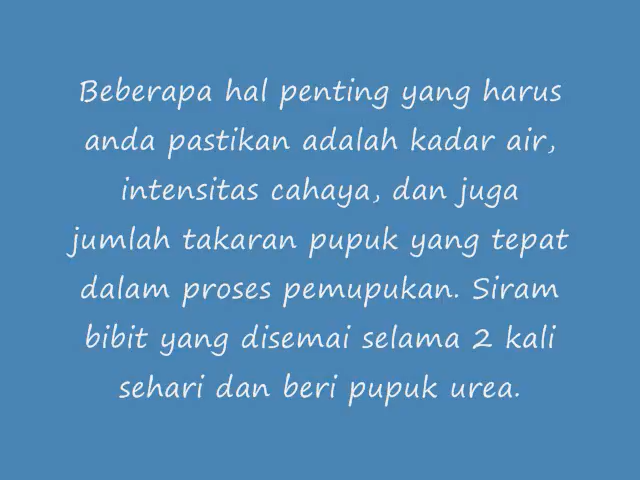 Beberapa hal penting yang harus
anda pastikan adalah kadar air,
intensitas cahaya, dan juga
jumlah takaran pupuk yang tepat
dalam proses pemupukan. Siram
bibit yang disemai selama 2 kali
sehari dan beri pupuk urea.